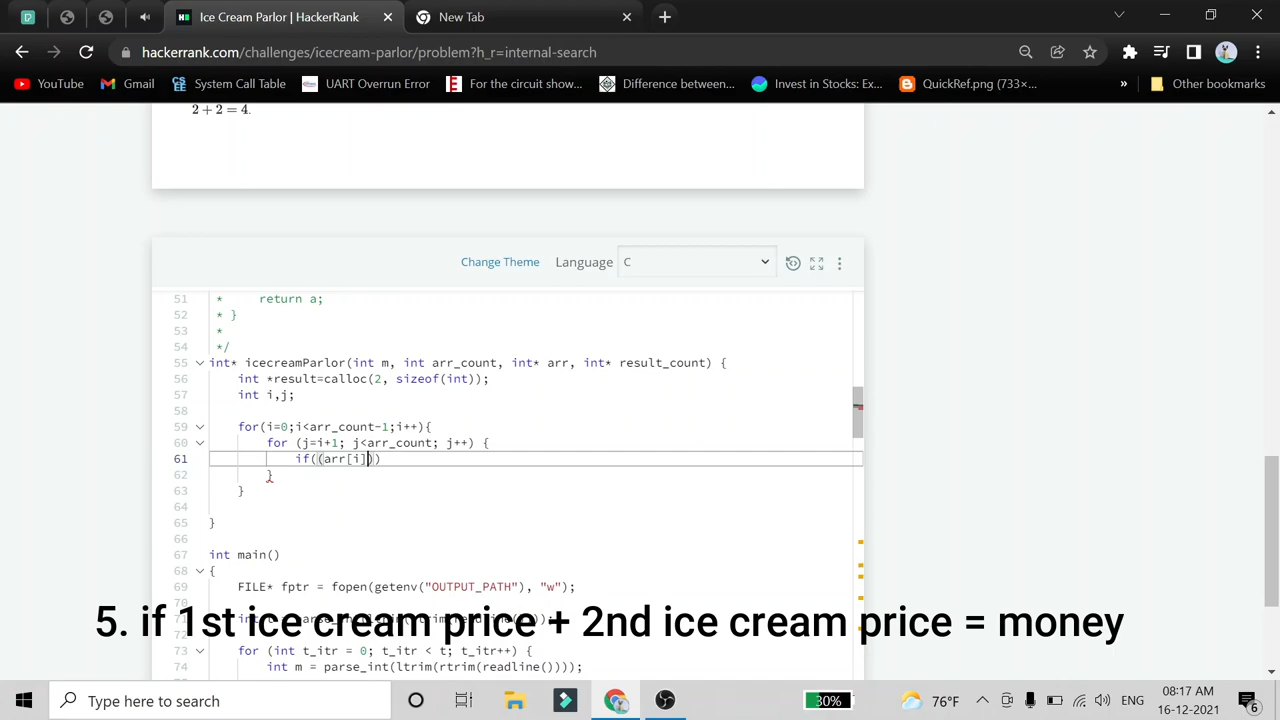 Ice Cream Parlor | HackerRank
New Tab
hackerrank.com/challenges/icecream-parlor/problem?h_r=internal-search
YouTube
Gmail
System Call Table
UART Overrun Error
For the circuit show...
Difference between...
Invest in Stocks: Ex...
QuickRef.png (733×...
»
Other bookmarks
2 + 2 = 4.
Change Theme Language C
51 * return a;
52 * }
53 *
54 */
55 int* icecreamParlor(int m, int arr_count, int* arr, int* result_count) {
56 int *result=calloc(2, sizeof(int));
57 int i,j;
58
59 for(i=0;i<arr_count-1;i++){
60 for (j=i+1; j<arr_count; j++) {
61 if((arr[i]))
62 }
63 }
64
65 }
66
67 int main()
68 {
69 FILE* fptr = fopen(getenv("OUTPUT_PATH"), "w");
70
5. if 1st ice cream price + 2nd ice cream price = money
72
73 for (int t_itr = 0; t_itr < t; t_itr++) {
74 int m = parse_int(ltrim(rtrim(readline())));
Type here to search
30%
76°F
ENG
08:17 AM
16-12-2021
6